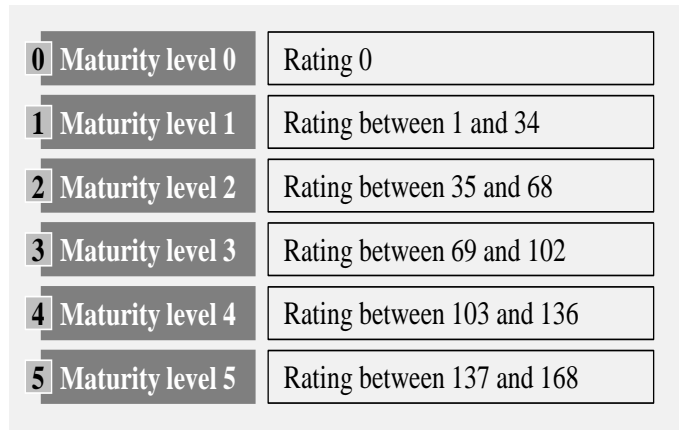 0 Maturity level 0 Rating 0
1 Maturity level 1 Rating between 1 and 34
2 Maturity level 2 Rating between 35 and 68
3 Maturity level 3 Rating between 69 and 102
4 Maturity level 4 Rating between 103 and 136
5 Maturity level 5 Rating between 137 and 168